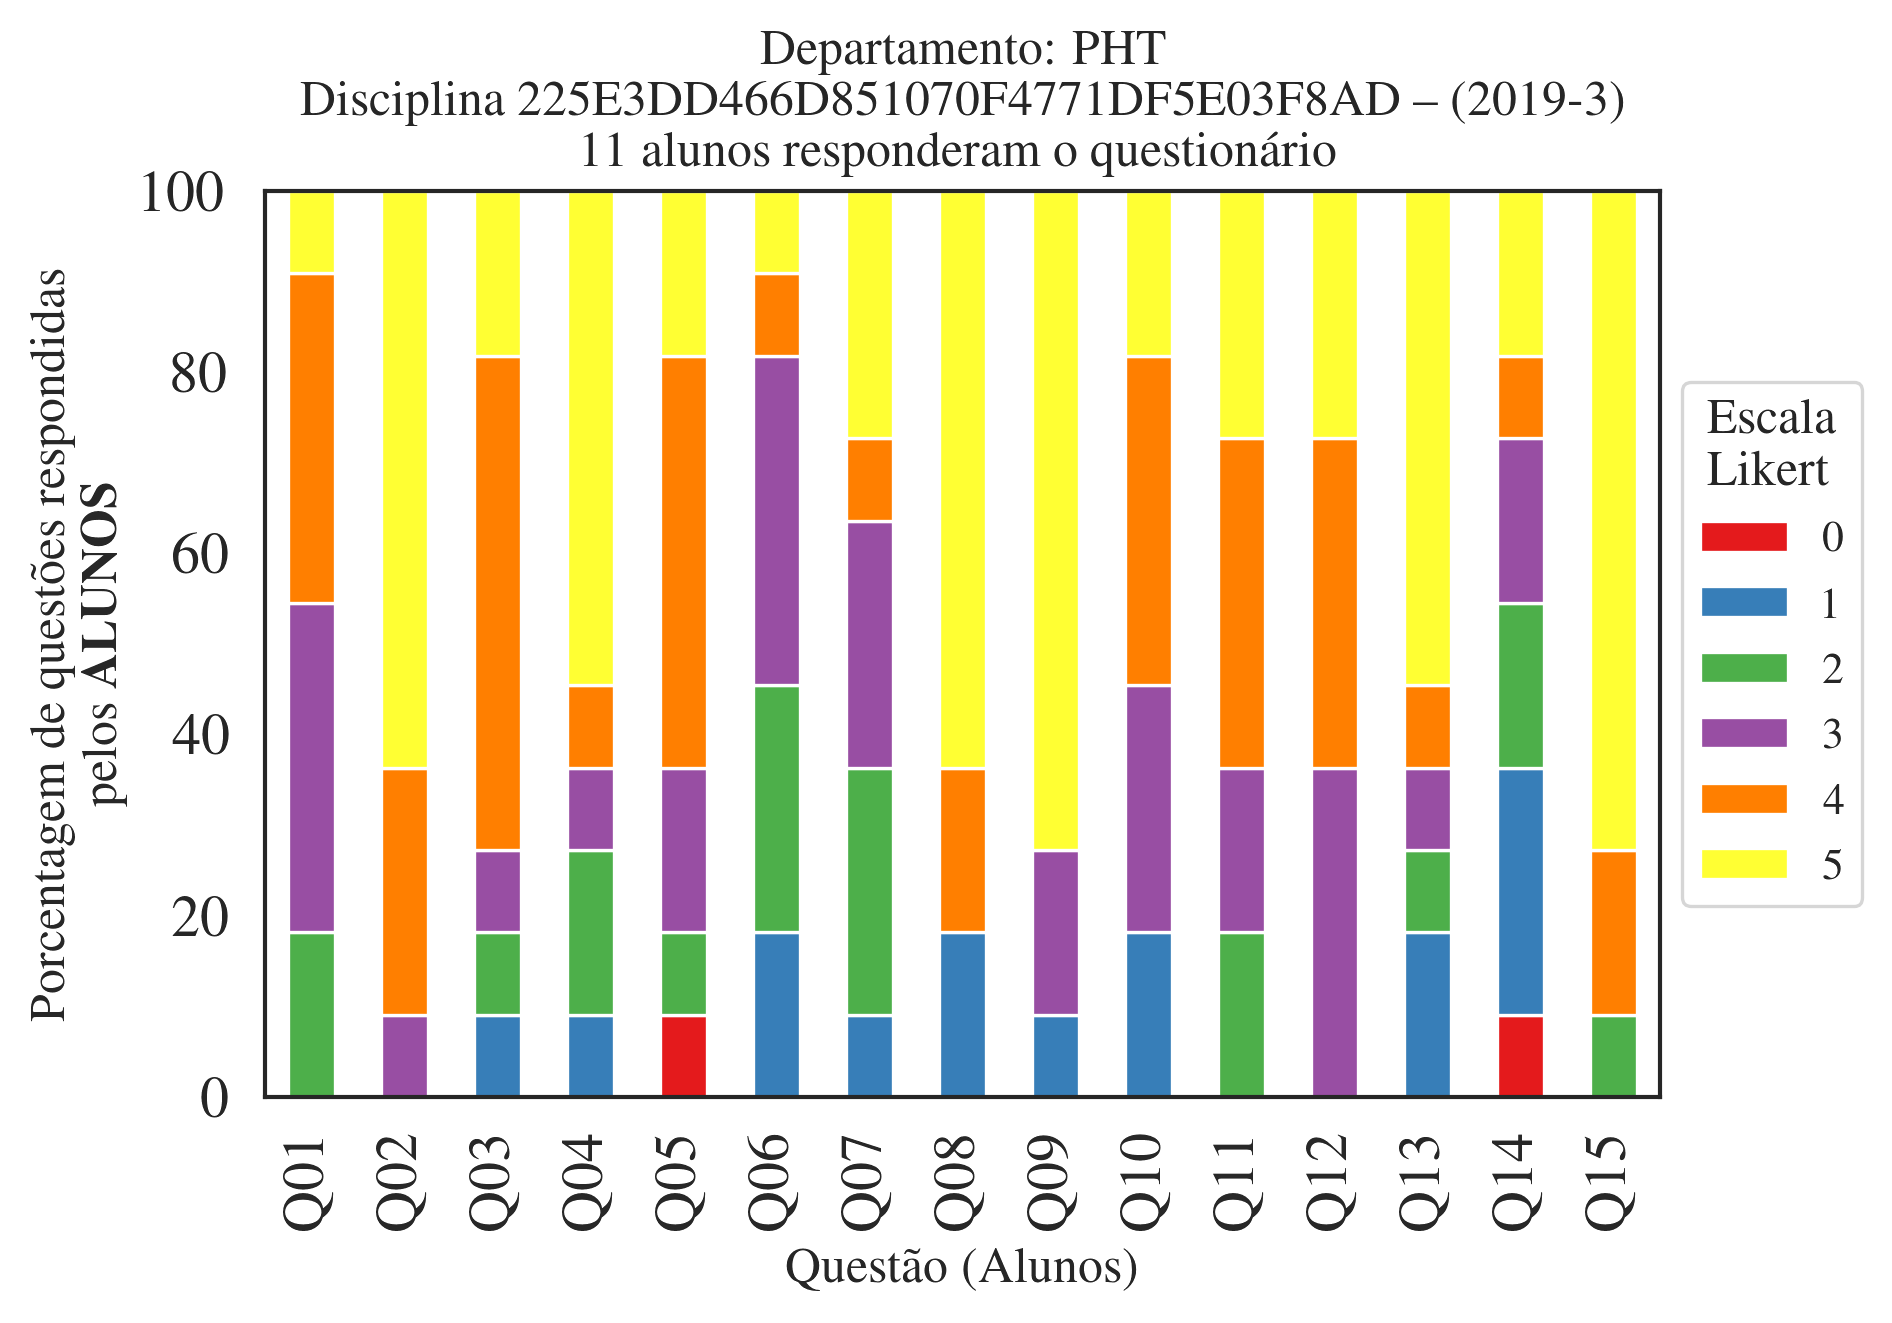 Departamento: PHT
Disciplina 225E3DD466D851070F4771DF5E03F8AD – (2019-3)
11 alunos responderam o questionário
Porcentagem de questões respondidas
pelos ALUNOS
100
80
60
40
20
0
Q01
Q02
Q03
Q04
Q05
Q06
Q07
Q08
Q09
Q10
Q11
Q12
Q13
Q14
Q15
Questão (Alunos)
Escala
Likert
0
1
2
3
4
5